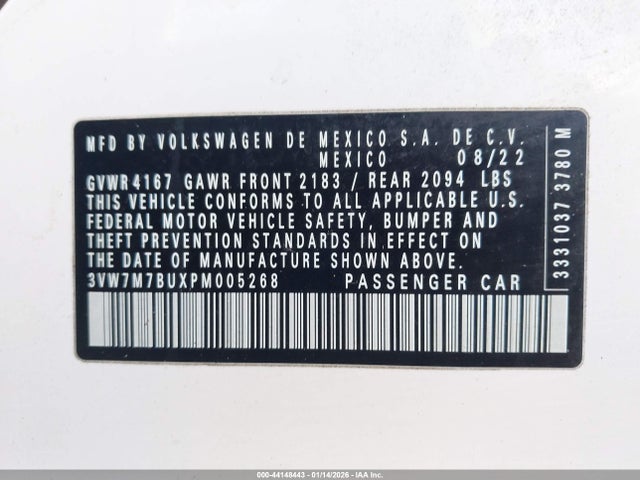 MFD BY VOLKSWAGEN DE MEXICO S.A. DE C.V.
MEXICO 08/22
GVWR 4167 GAWR FRONT 2183 / REAR 2094 LBS
THIS VEHICLE CONFORMS TO ALL APPLICABLE U.S.
FEDERAL MOTOR VEHICLE SAFETY, BUMPER AND
THEFT PREVENTION STANDARDS IN EFFECT ON
THE DATE OF MANUFACTURE SHOWN ABOVE.
3VW7M7BUXPM005268 PASSENGER CAR
3331037 3780 M
000-44148443 - 01/14/2026 - IAA Inc.